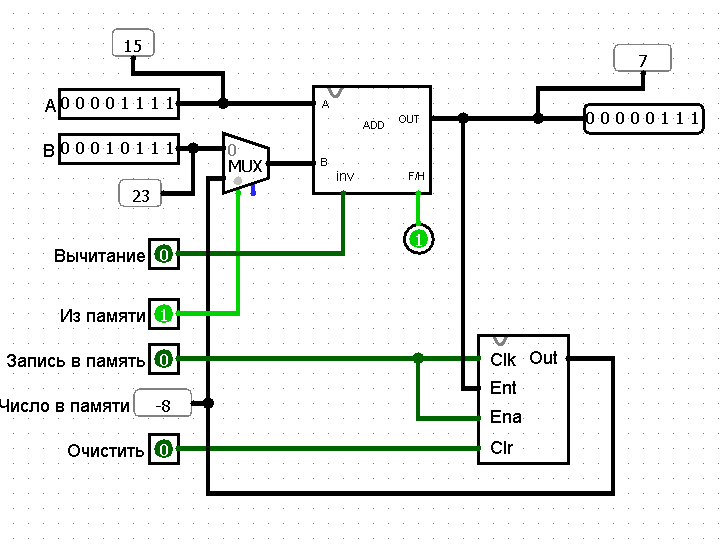 15
7
A 0 0 0 0 1 1 1 1
A
ADD
OUT
0 0 0 0 0 1 1 1
B 0 0 0 1 0 1 1 1
0
MUX
B
inv
F/H
23
1
Вычитание 0
Из памяти 1
Запись в память 0
Clk
Out
Ent
Число в памяти -8
Ena
Очистить 0
Clr